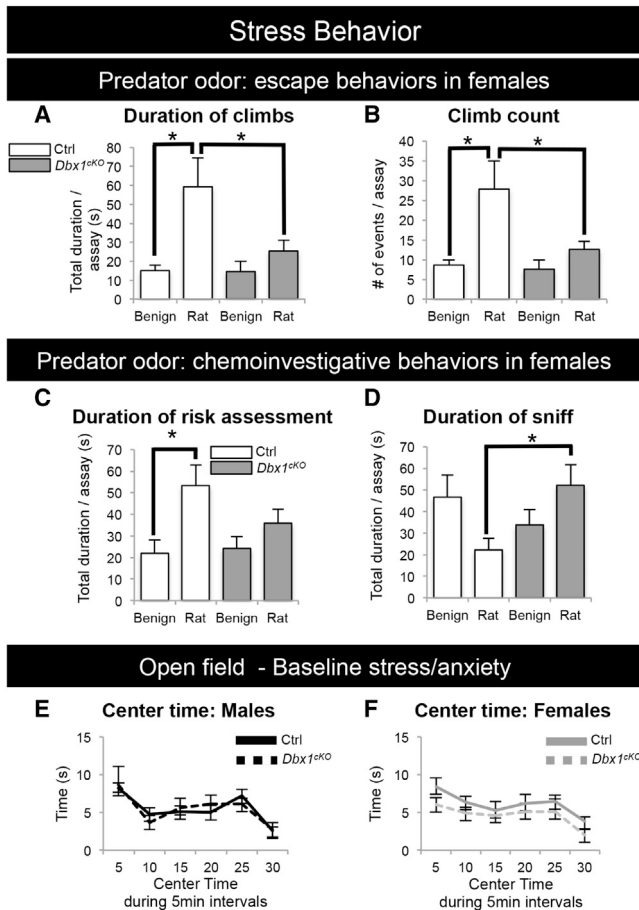 Stress Behavior
Predator odor: escape behaviors in females
A
Duration of climbs
Ctrl
Dbx1cKO
*
*
Total duration /
assay (s)
80
70
60
50
40
30
20
10
0
Benign Rat Benign Rat
B
Climb count
*
*
# of events / assay
40
35
30
25
20
15
10
5
0
Benign Rat Benign Rat
Predator odor: chemoinvestigative behaviors in females
C
Duration of risk assessment
*
Ctrl
Dbx1cKO
Total duration / assay (s)
70
60
50
40
30
20
10
0
Benign Rat Benign Rat
D
Duration of sniff
*
Total duration / assay (s)
70
60
50
40
30
20
10
0
Benign Rat Benign Rat
Open field - Baseline stress/anxiety
E
Center time: Males
Ctrl
Dbx1cKO
Time (s)
15
10
5
0
5 10 15 20 25 30
Center Time
during 5min intervals
F
Center time: Females
Ctrl
Dbx1cKO
Time (s)
15
10
5
0
5 10 15 20 25 30
Center Time
during 5min intervals